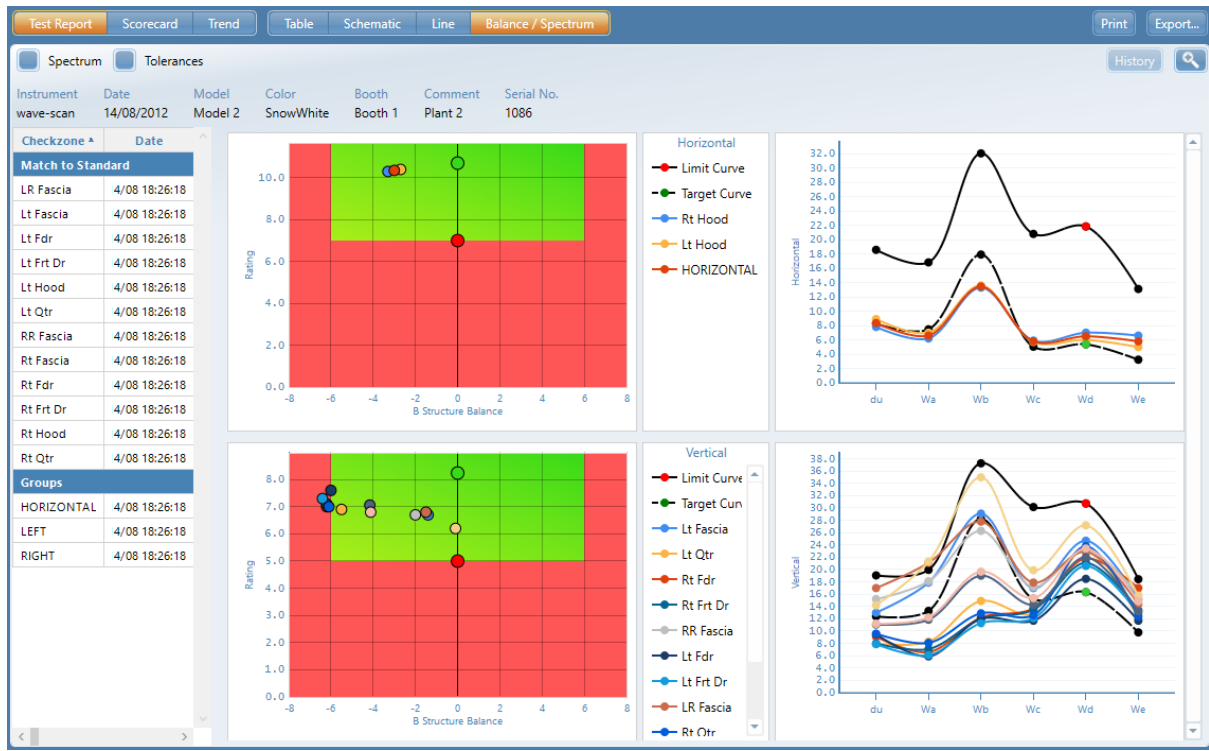 Test Report Scorecard Trend Table Schematic Line Balance / Spectrum Print Export...
Spectrum Tolerances History
Instrument Date Model Color Booth Comment Serial No.
wave-scan 14/08/2012 Model 2 SnowWhite Booth 1 Plant 2 1086
Checkzone Date
Match to Standard
LR Fascia 4/08 18:26:18
Lt Fascia 4/08 18:26:18
Lt Fdr 4/08 18:26:18
Lt Frt Dr 4/08 18:26:18
Lt Hood 4/08 18:26:18
Lt Qtr 4/08 18:26:18
RR Fascia 4/08 18:26:18
Rt Fascia 4/08 18:26:18
Rt Fdr 4/08 18:26:18
Rt Frt Dr 4/08 18:26:18
Rt Hood 4/08 18:26:18
Rt Qtr 4/08 18:26:18
Groups
HORIZONTAL 4/08 18:26:18
LEFT 4/08 18:26:18
RIGHT 4/08 18:26:18
10.0
8.0
6.0
4.0
2.0
0.0
Rating
-8 -6 -4 -2 0 2 4 6 8
B Structure Balance
Horizontal
Limit Curve
Target Curve
Rt Hood
Lt Hood
HORIZONTAL
32.0
30.0
28.0
26.0
24.0
22.0
20.0
18.0
16.0
14.0
12.0
10.0
8.0
6.0
4.0
2.0
0.0
Horizontal
du Wa Wb Wc Wd We
8.0
7.0
6.0
5.0
4.0
3.0
2.0
1.0
0.0
Rating
-8 -6 -4 -2 0 2 4 6 8
B Structure Balance
Vertical
Limit Curve
Target Curv
Lt Fascia
Lt Qtr
Rt Fdr
Rt Frt Dr
RR Fascia
Lt Fdr
Lt Frt Dr
LR Fascia
Rt Qtr
38.0
36.0
34.0
32.0
30.0
28.0
26.0
24.0
22.0
20.0
18.0
16.0
14.0
12.0
10.0
8.0
6.0
4.0
2.0
0.0
Vertical
du Wa Wb Wc Wd We